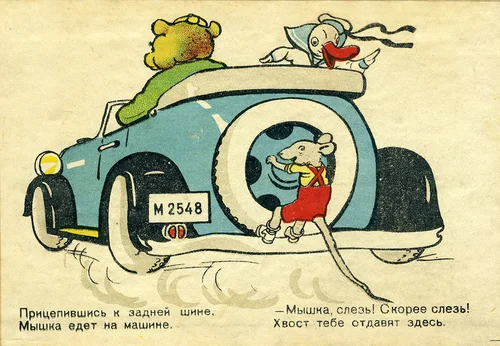 M 2548
Прицепившись к задней шине,
Мышка едет на машине.
—Мышка, слезь! Скорее слезь!
Хвост тебе отдавят здесь.